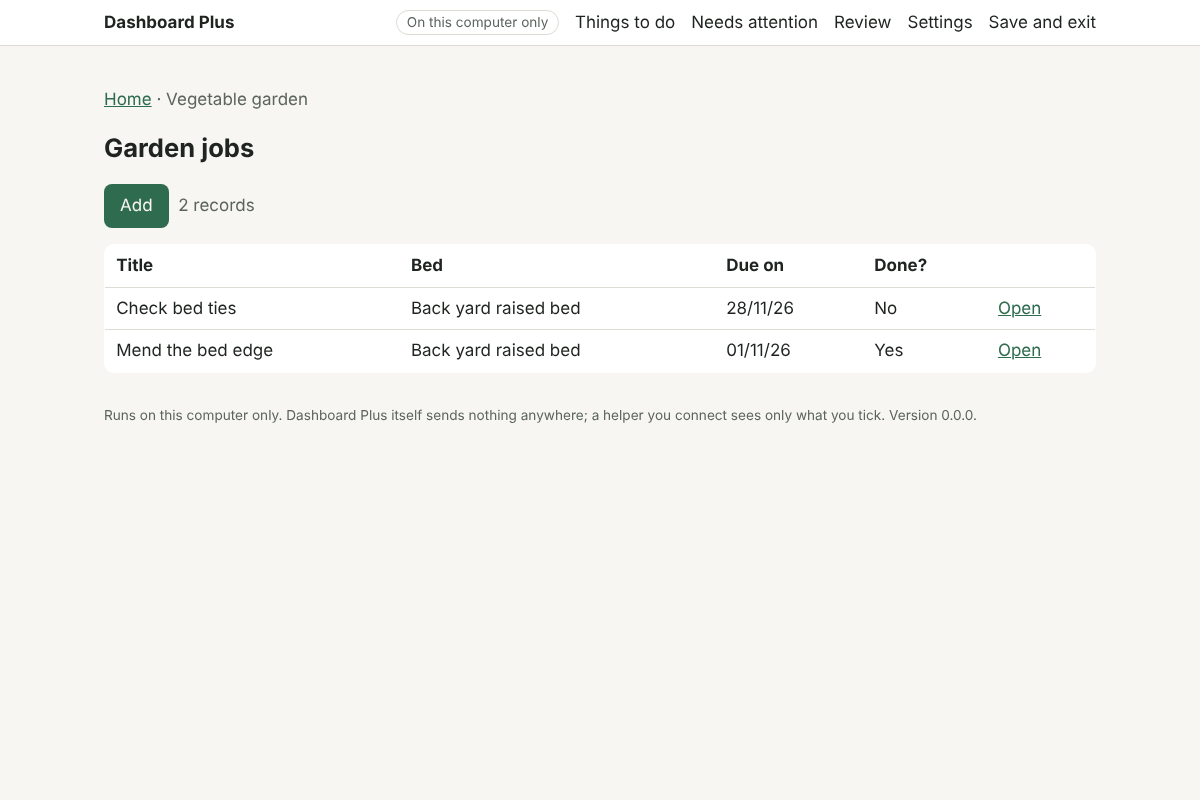 Dashboard Plus On this computer only Things to do Needs attention Review Settings Save and exit
Home · Vegetable garden
Garden jobs
Add 2 records
Title Bed Due on Done?
Check bed ties Back yard raised bed 28/11/26 No Open
Mend the bed edge Back yard raised bed 01/11/26 Yes Open
Runs on this computer only. Dashboard Plus itself sends nothing anywhere; a helper you connect sees only what you tick. Version 0.0.0.